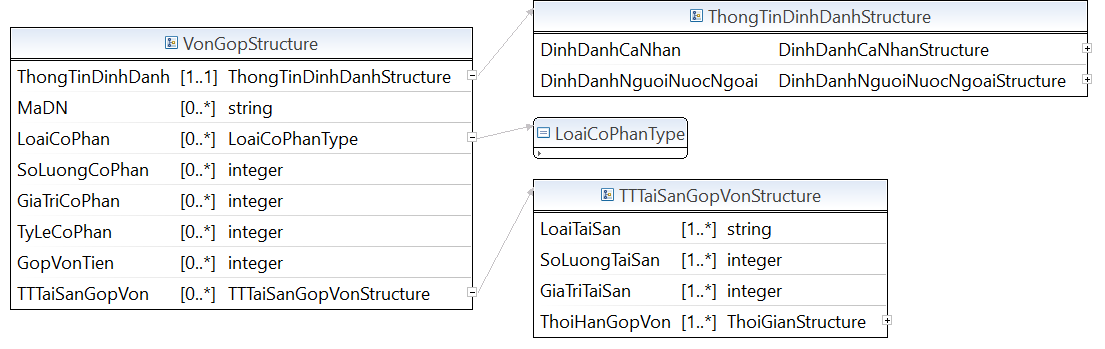 VonGopStructure
ThongTinDinhDanh [1..1] ThongTinDinhDanhStructure
MaDN [0..*] string
LoaiCoPhan [0..*] LoaiCoPhanType
SoLuongCoPhan [0..*] integer
GiaTriCoPhan [0..*] integer
TyLeCoPhan [0..*] integer
GopVonTien [0..*] integer
TTTaiSanGopVon [0..*] TTTaiSanGopVonStructure
ThongTinDinhDanhStructure
DinhDanhCaNhan DinhDanhCaNhanStructure
DinhDanhNguoiNuocNgoai DinhDanhNguoiNuocNgoaiStructure
LoaiCoPhanType
TTTaiSanGopVonStructure
LoaiTaiSan [1..*] string
SoLuongTaiSan [1..*] integer
GiaTriTaiSan [1..*] integer
ThoiHanGopVon [1..*] ThoiGianStructure